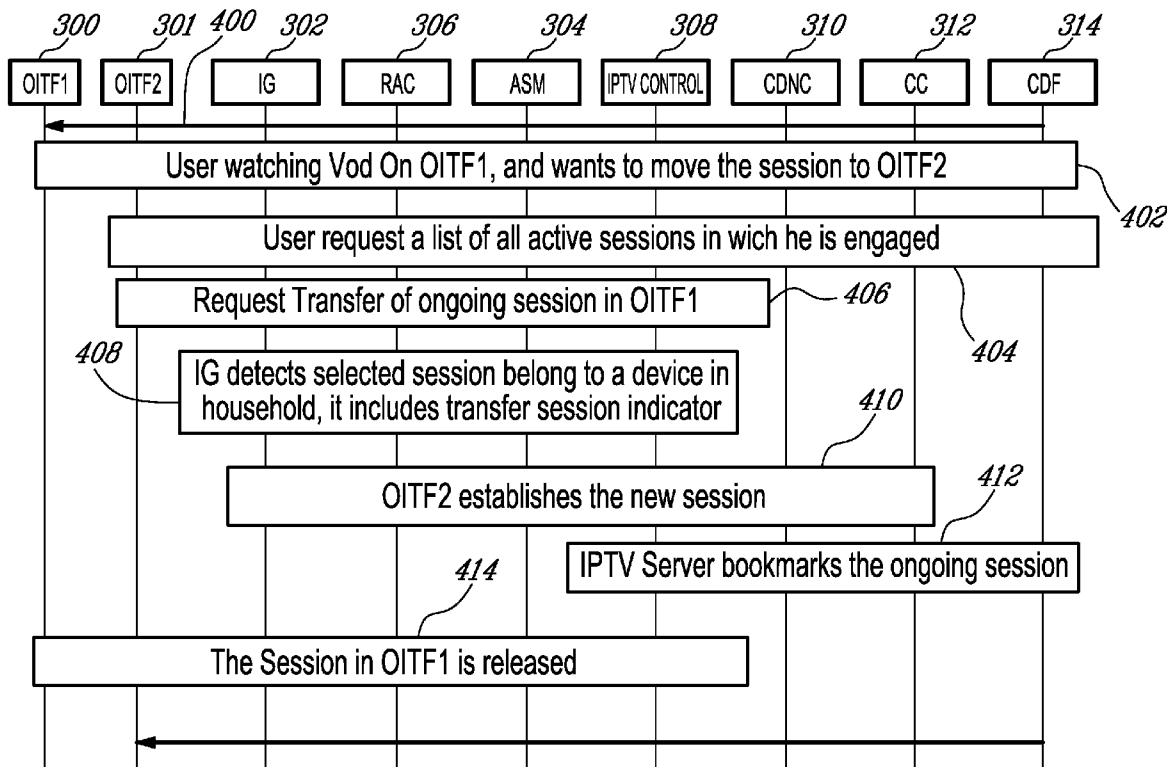 300 301 400 302 306 304 308 310 312 314
OITF1 OITF2 IG RAC ASM IPTV CONTROL CDNC CC CDF
User watching Vod On OITF1, and wants to move the session to OITF2
402
User request a list of all active sessions in wich he is engaged
404
Request Transfer of ongoing session in OITF1
406
408
IG detects selected session belong to a device in
household, it includes transfer session indicator
410
OITF2 establishes the new session
412
IPTV Server bookmarks the ongoing session
414
The Session in OITF1 is released